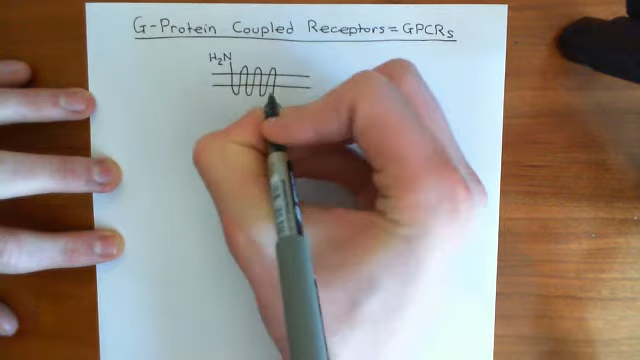 G-Protein Coupled Receptors = GPCRs
H₂N